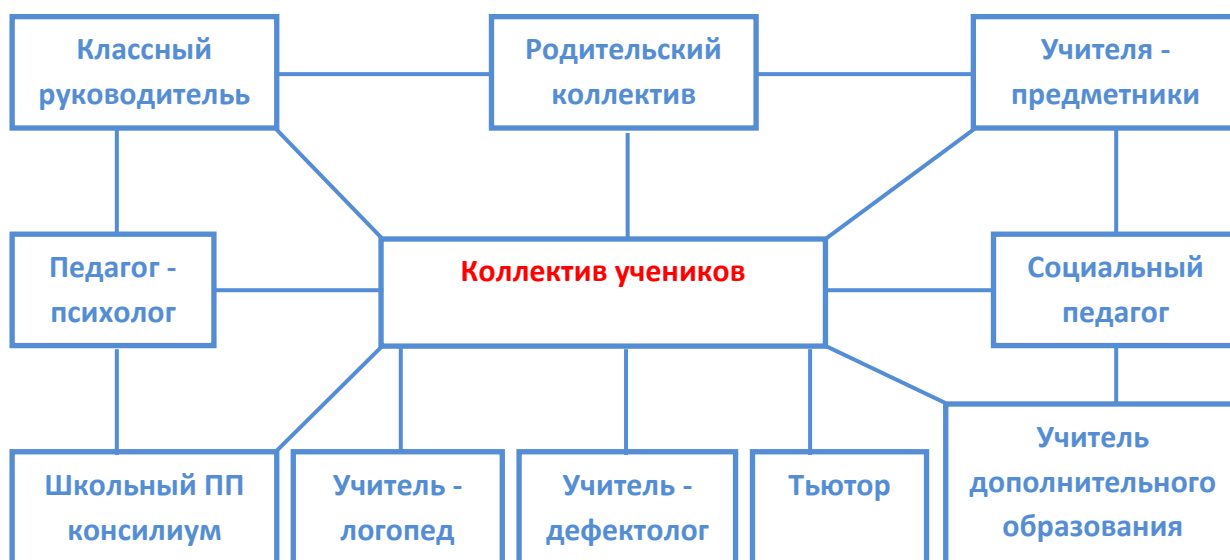 Классный
руководительь
Родительский
коллектив
Учителя -
предметники
Педагог -
психолог
Коллектив учеников
Социальный
педагог
Школьный ПП
консилиум
Учитель -
логопед
Учитель -
дефектолог
Тьютор
Учитель
дополнительного
образования